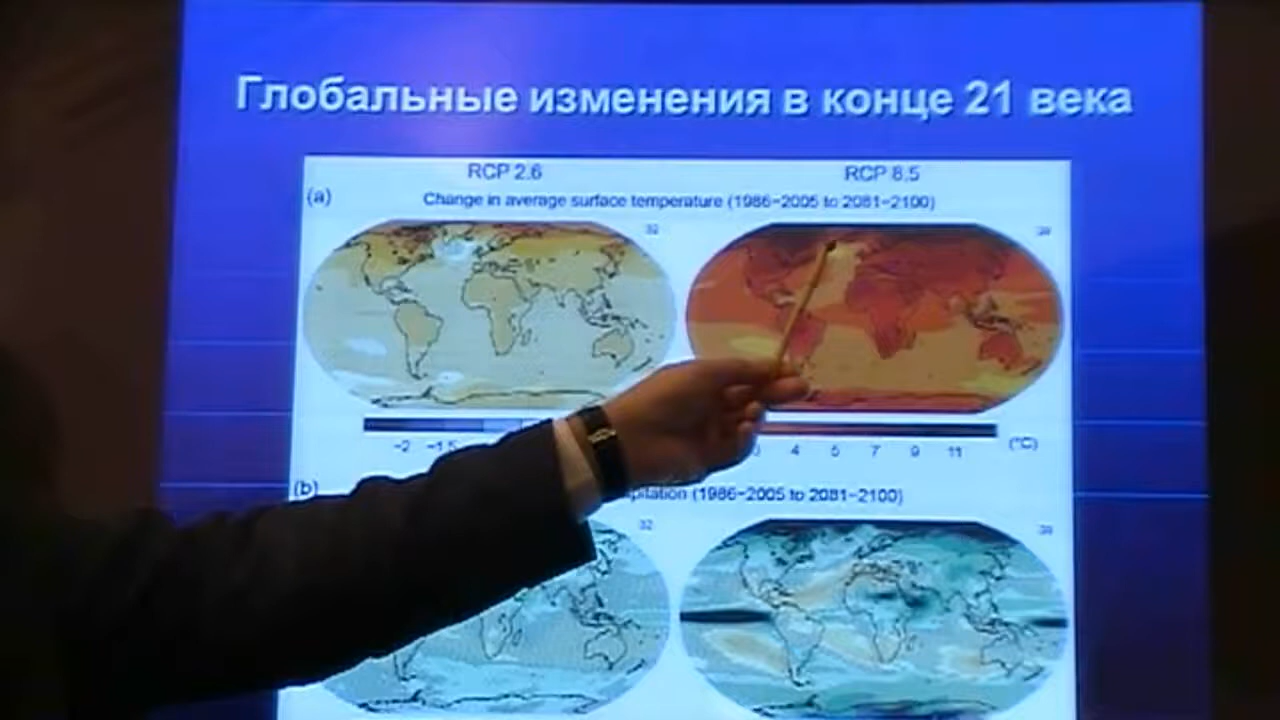 Глобальные изменения в конце 21 века
RCP 2.6 RCP 8.5
(a)
Change in average surface temperature (1986−2005 to 2081−2100)
32 39
−2 −1.5 4 5 7 9 11 (°C)
(b)
(1986−2005 to 2081−2100)
32 39